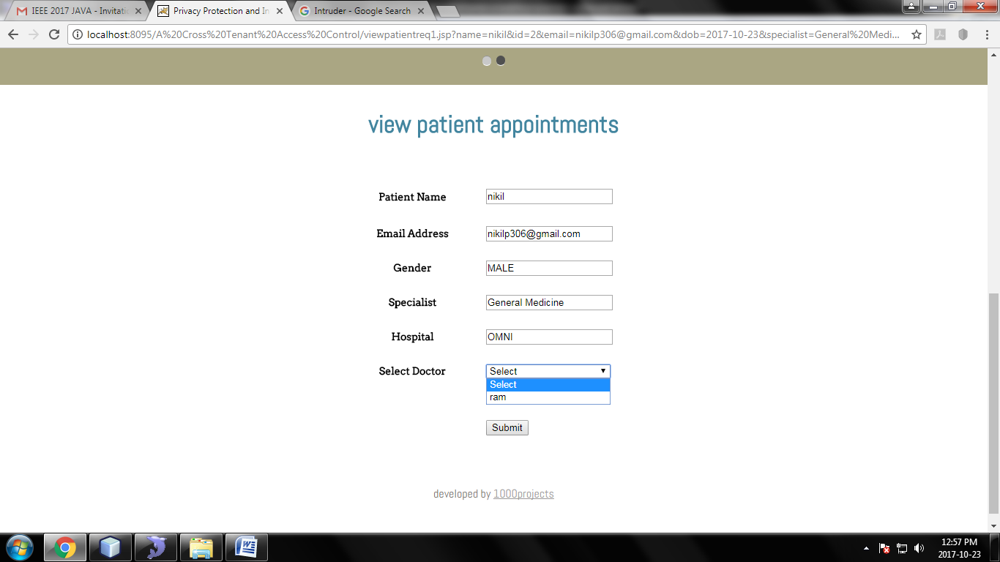 IEEE 2017 JAVA - Invitati
Privacy Protection and In
Intruder - Google Search
localhost:8095/A%20Cross%20Tenant%20Access%20Control/viewpatientreq1.jsp?name=nikil&id=2&email=nikilp306@gmail.com&dob=2017-10-23&specialist=General%20Medi...
view patient appointments
Patient Name nikil
Email Address nikilp306@gmail.com
Gender MALE
Specialist General Medicine
Hospital OMNI
Select Doctor Select
Select
ram
Submit
developed by 1000projects
12:57 PM
2017-10-23